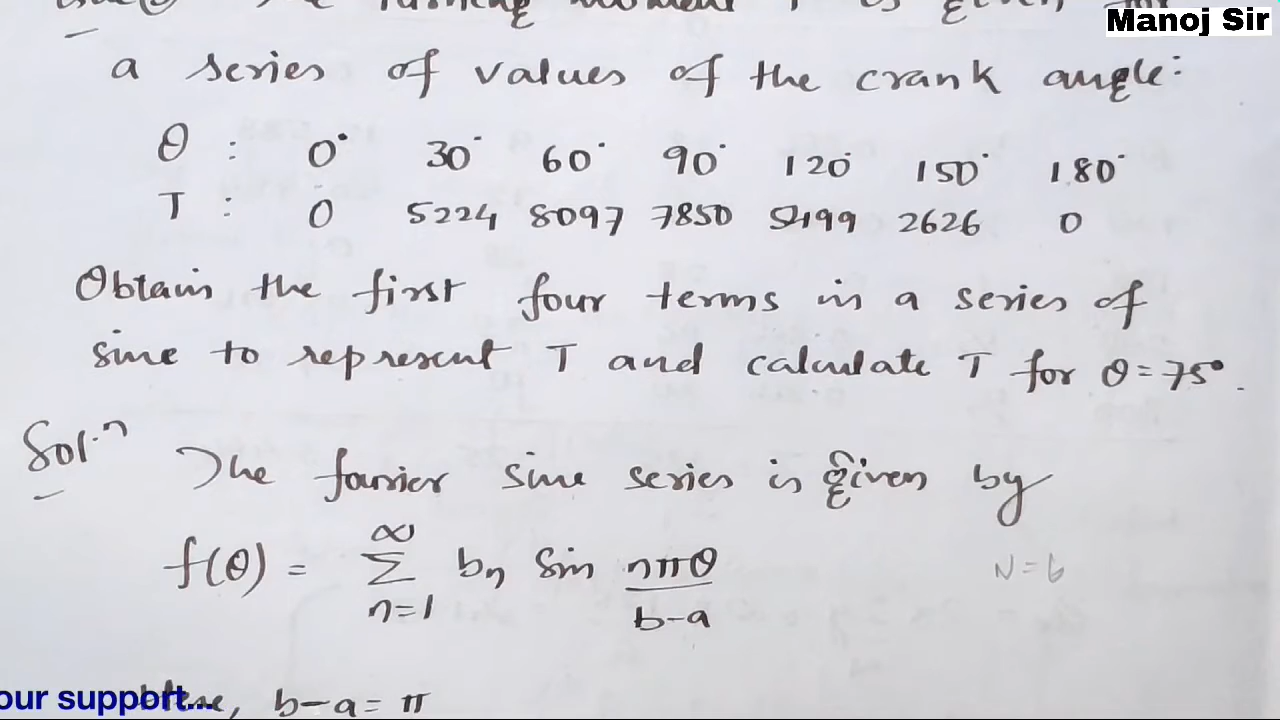 Manoj Sir
a series of values of the crank angle:
θ : 0° 30° 60° 90° 120° 150° 180°
T : 0 5224 8097 7850 5499 2626 0
Obtain the first four terms in a series of
sine to represent T and calculate T for θ = 75°.
Sol.n The fourier sine series is given by
f(θ) = ∞ Σ n=1 bn Sin nπθ / b-a
N=6
our support...
b-a = π